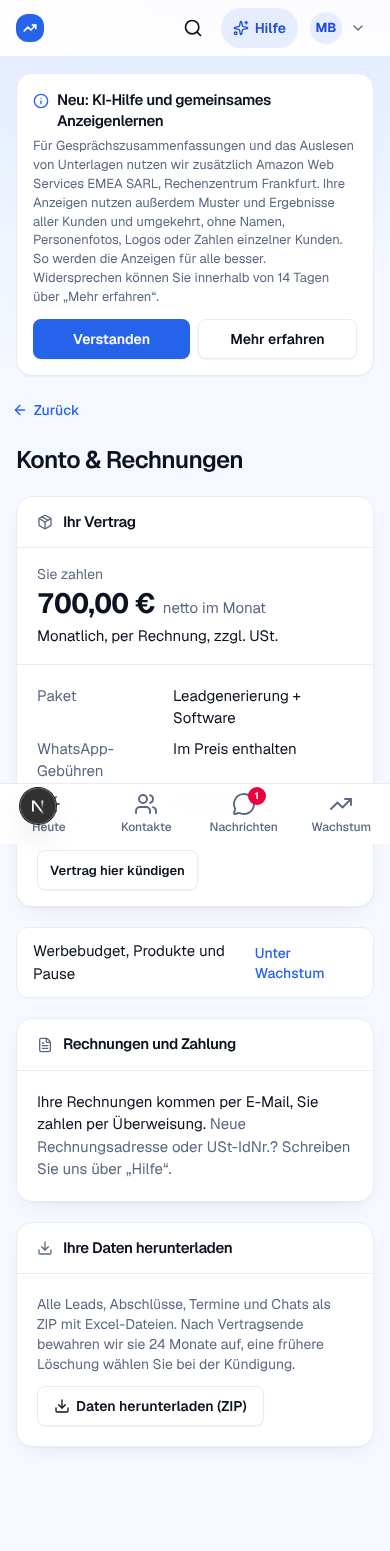 Hilfe
MB
Neu: KI-Hilfe und gemeinsames
Anzeigenlernen
Für Gesprächszusammenfassungen und das Auslesen
von Unterlagen nutzen wir zusätzlich Amazon Web
Services EMEA SARL, Rechenzentrum Frankfurt. Ihre
Anzeigen nutzen außerdem Muster und Ergebnisse
aller Kunden und umgekehrt, ohne Namen,
Personenfotos, Logos oder Zahlen einzelner Kunden.
So werden die Anzeigen für alle besser.
Widersprechen können Sie innerhalb von 14 Tagen
über „Mehr erfahren“.
Verstanden
Mehr erfahren
Zurück
Konto & Rechnungen
Ihr Vertrag
Sie zahlen
700,00 € netto im Monat
Monatlich, per Rechnung, zzgl. USt.
Paket
Leadgenerierung +
Software
WhatsApp-
Gebühren
Im Preis enthalten
N
1
Heute
Kontakte
Nachrichten
Wachstum
Vertrag hier kündigen
Werbebudget, Produkte und
Pause
Unter
Wachstum
Rechnungen und Zahlung
Ihre Rechnungen kommen per E-Mail, Sie
zahlen per Überweisung. Neue
Rechnungsadresse oder USt-IdNr.? Schreiben
Sie uns über „Hilfe“.
Ihre Daten herunterladen
Alle Leads, Abschlüsse, Termine und Chats als
ZIP mit Excel-Dateien. Nach Vertragsende
bewahren wir sie 24 Monate auf, eine frühere
Löschung wählen Sie bei der Kündigung.
Daten herunterladen (ZIP)